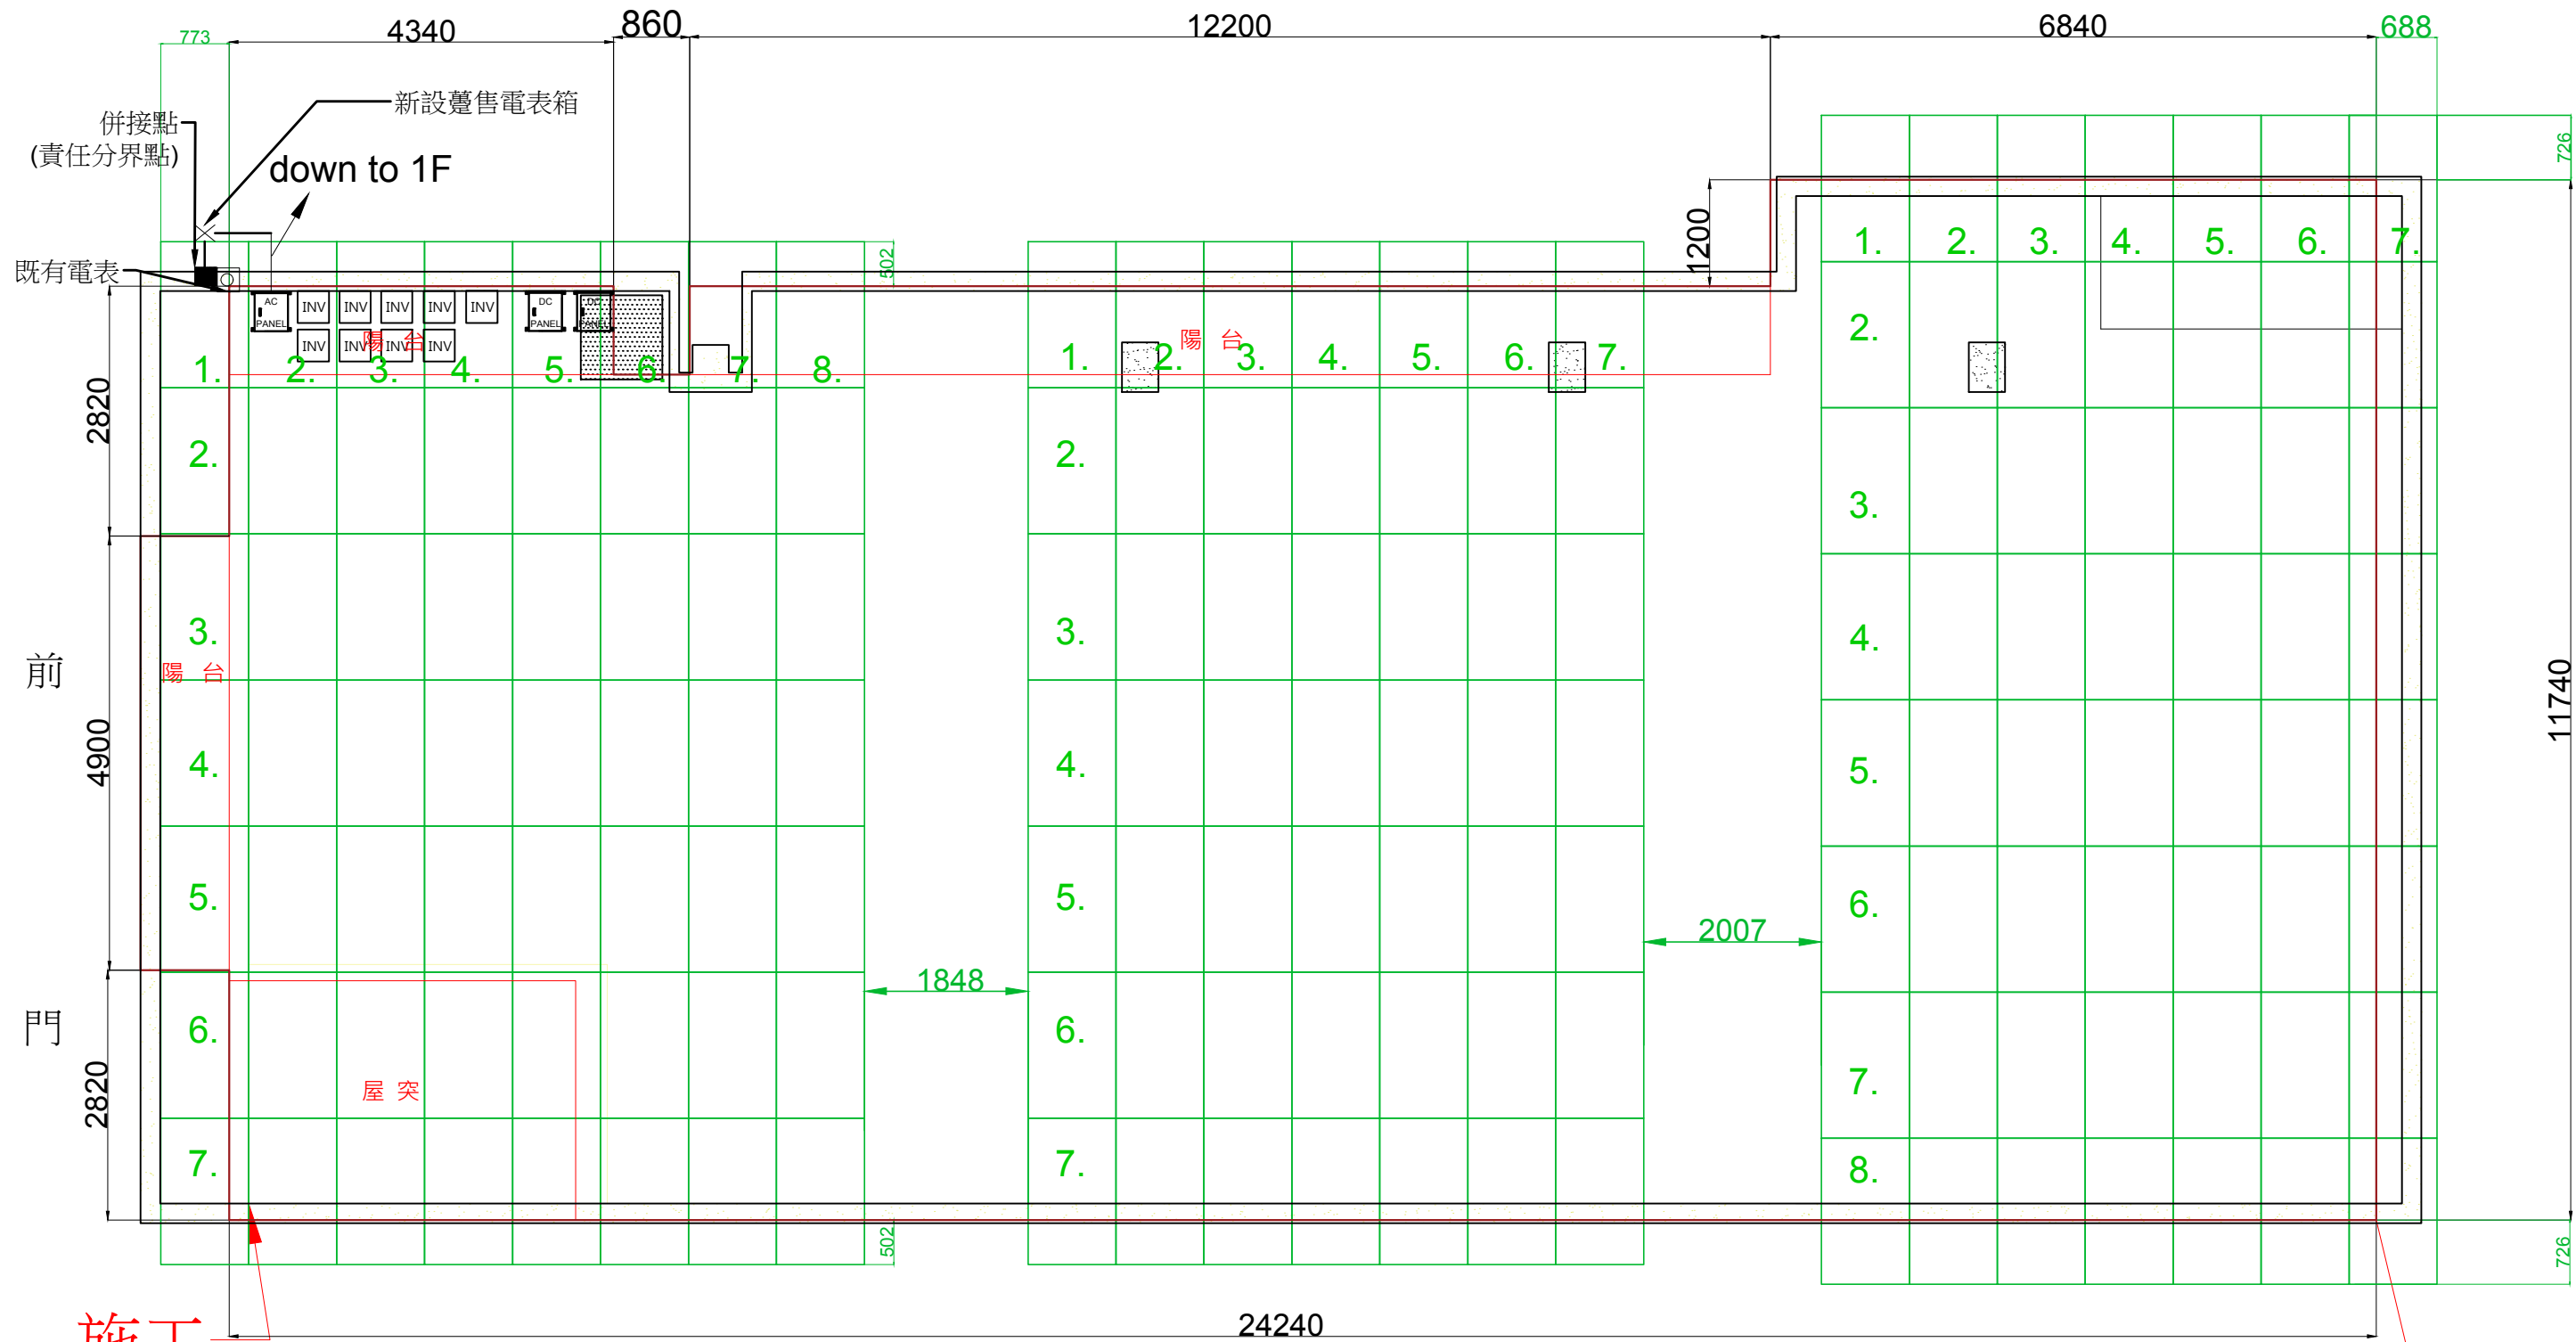 773
4340
860
12200
6840
688
新設躉售電表箱
併接點
(責任分界點)
down to 1F
既有電表
502
1200
726
AC
PANEL
INV
INV
INV
INV
INV
DC
PANEL
DC
PANEL
INV
INV
INV
INV
陽 台
陽 台
1.
2.
3.
4.
5.
6.
7.
8.
1.
2.
3.
4.
5.
6.
7.
1.
2.
3.
4.
5.
6.
7.
2820
2.
2.
2.
3.
3.
3.
陽 台
前
4900
4.
4.
4.
11740
5.
5.
5.
2007
1848
6.
6.
6.
門
2820
屋 突
7.
7.
7.
8.
502
726
24240
施工